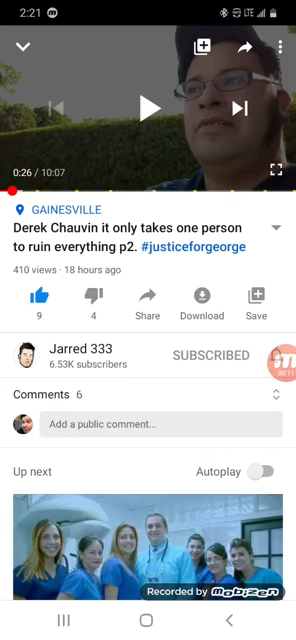 2:21
LTE
0:26 / 10:07
GAINESVILLE
Derek Chauvin it only takes one person
to ruin everything p2. #justiceforgeorge
410 views · 18 hours ago
9
4
Share
Download
Save
Jarred 333
6.53K subscribers
SUBSCRIBED
00:11
Comments 6
Add a public comment...
Up next
Autoplay
Recorded by mobizen